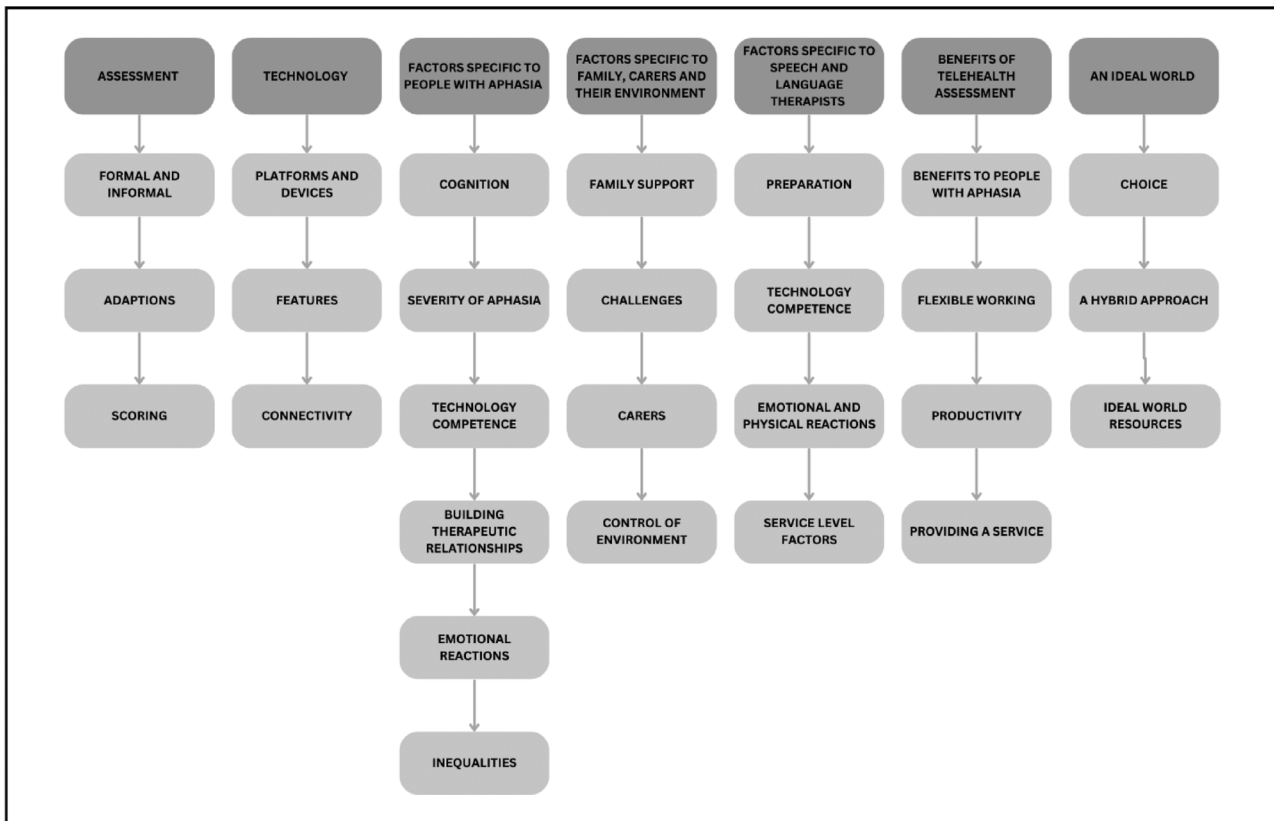 ASSESSMENT
FORMAL AND
INFORMAL
ADAPTIONS
SCORING
TECHNOLOGY
PLATFORMS AND
DEVICES
FEATURES
CONNECTIVITY
FACTORS SPECIFIC TO
PEOPLE WITH APHASIA
COGNITION
SEVERITY OF APHASIA
TECHNOLOGY
COMPETENCE
BUILDING
THERAPEUTIC
RELATIONSHIPS
EMOTIONAL
REACTIONS
INEQUALITIES
FACTORS SPECIFIC TO
FAMILY, CARERS AND
THEIR ENVIRONMENT
FAMILY SUPPORT
CHALLENGES
CARERS
CONTROL OF
ENVIRONMENT
FACTORS SPECIFIC TO
SPEECH AND
LANGUAGE
THERAPISTS
PREPARATION
TECHNOLOGY
COMPETENCE
EMOTIONAL AND
PHYSICAL REACTIONS
SERVICE LEVEL
FACTORS
BENEFITS OF
TELEHEALTH
ASSESSMENT
BENEFITS TO PEOPLE
WITH APHASIA
FLEXIBLE WORKING
PRODUCTIVITY
PROVIDING A SERVICE
AN IDEAL WORLD
CHOICE
A HYBRID APPROACH
IDEAL WORLD
RESOURCES